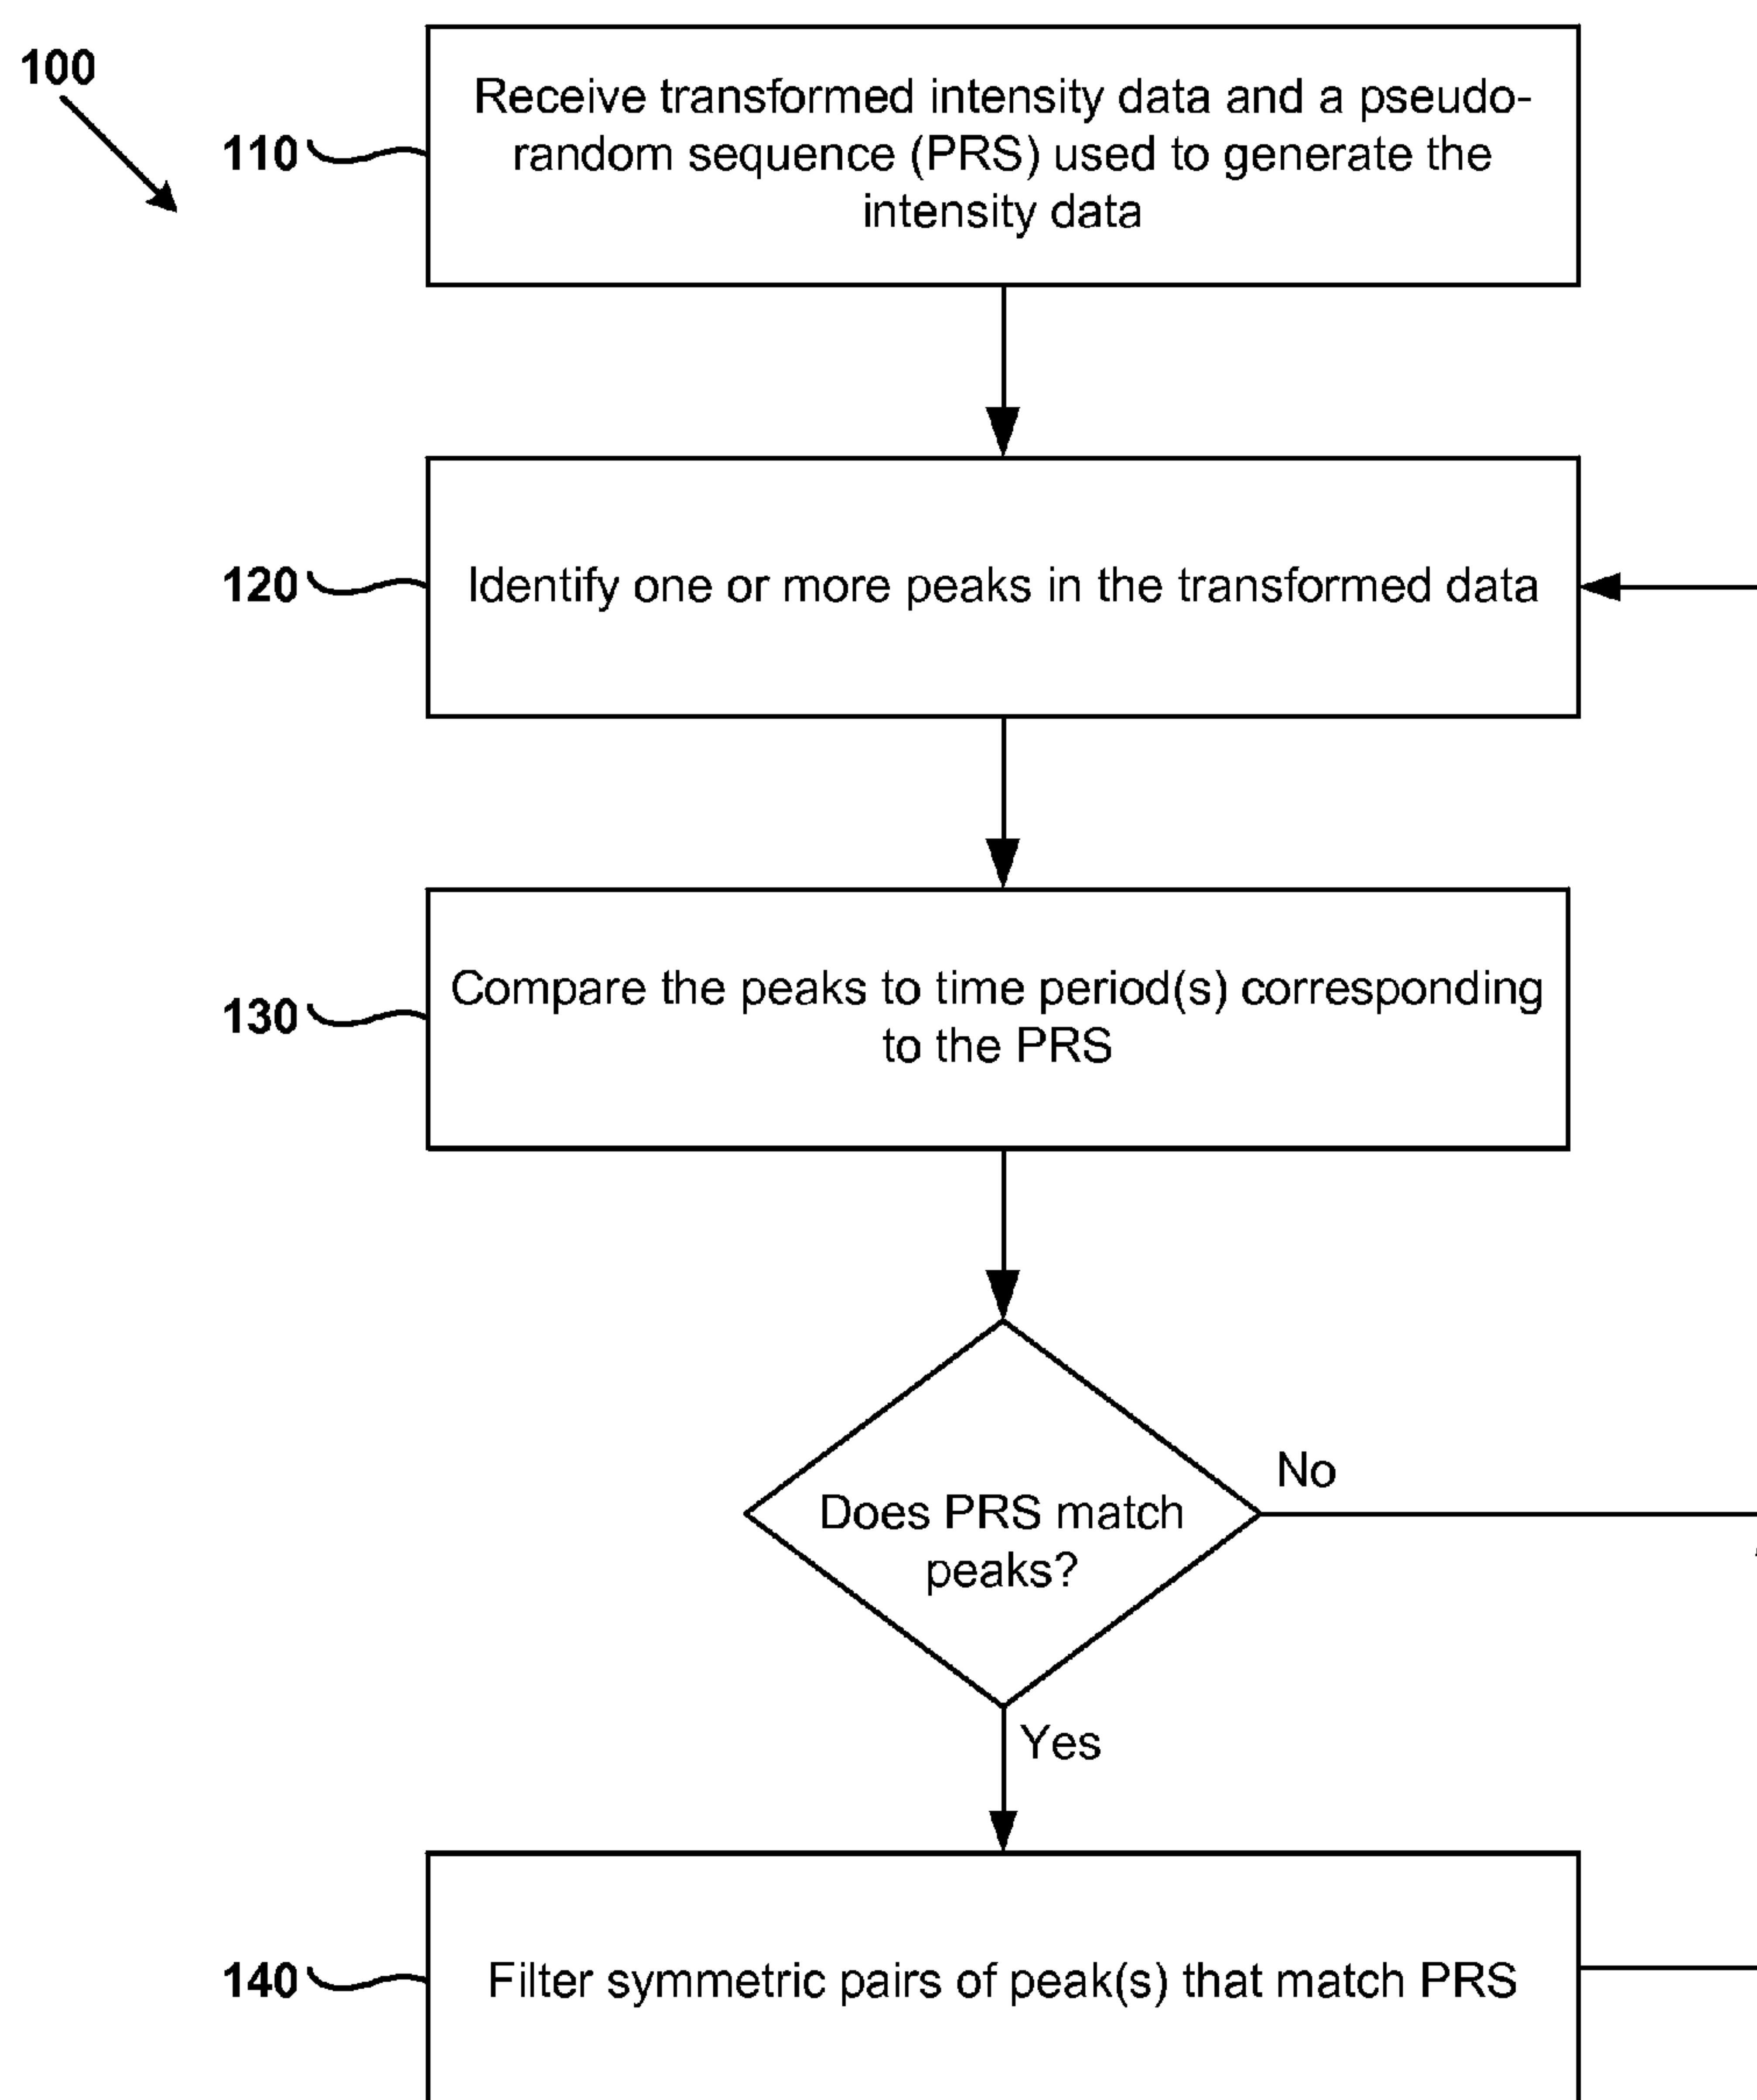 100
110
Receive transformed intensity data and a pseudo-
random sequence (PRS) used to generate the
intensity data
120
Identify one or more peaks in the transformed data
130
Compare the peaks to time period(s) corresponding
to the PRS
Does PRS match
peaks?
No
Yes
140
Filter symmetric pairs of peak(s) that match PRS